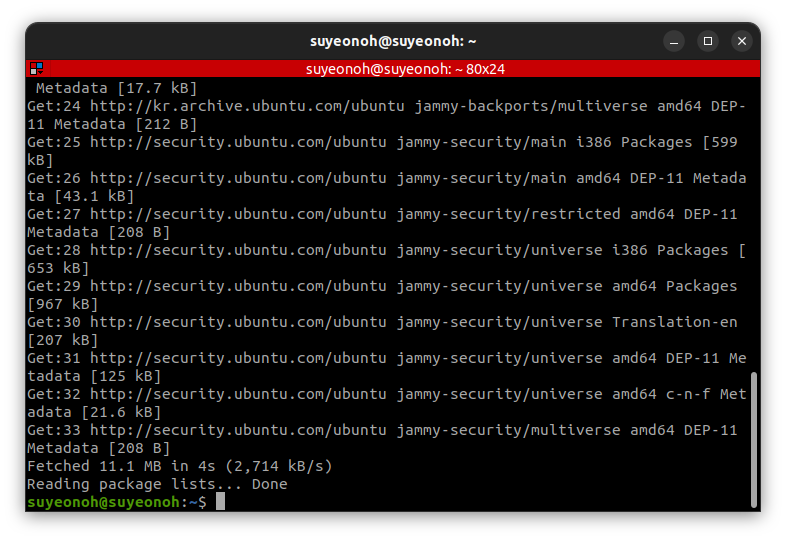 suyeonoh@suyeonoh: ~
suyeonoh@suyeonoh: ~ 80x24
Metadata [17.7 kB]
Get:24 http://kr.archive.ubuntu.com/ubuntu jammy-backports/multiverse amd64 DEP-
11 Metadata [212 B]
Get:25 http://security.ubuntu.com/ubuntu jammy-security/main i386 Packages [599
kB]
Get:26 http://security.ubuntu.com/ubuntu jammy-security/main amd64 DEP-11 Metada
ta [43.1 kB]
Get:27 http://security.ubuntu.com/ubuntu jammy-security/restricted amd64 DEP-11
Metadata [208 B]
Get:28 http://security.ubuntu.com/ubuntu jammy-security/universe i386 Packages [
653 kB]
Get:29 http://security.ubuntu.com/ubuntu jammy-security/universe amd64 Packages
[967 kB]
Get:30 http://security.ubuntu.com/ubuntu jammy-security/universe Translation-en
[207 kB]
Get:31 http://security.ubuntu.com/ubuntu jammy-security/universe amd64 DEP-11 Me
tadata [125 kB]
Get:32 http://security.ubuntu.com/ubuntu jammy-security/universe amd64 c-n-f Met
adata [21.6 kB]
Get:33 http://security.ubuntu.com/ubuntu jammy-security/multiverse amd64 DEP-11
Metadata [208 B]
Fetched 11.1 MB in 4s (2,714 kB/s)
Reading package lists... Done
suyeonoh@suyeonoh:~$